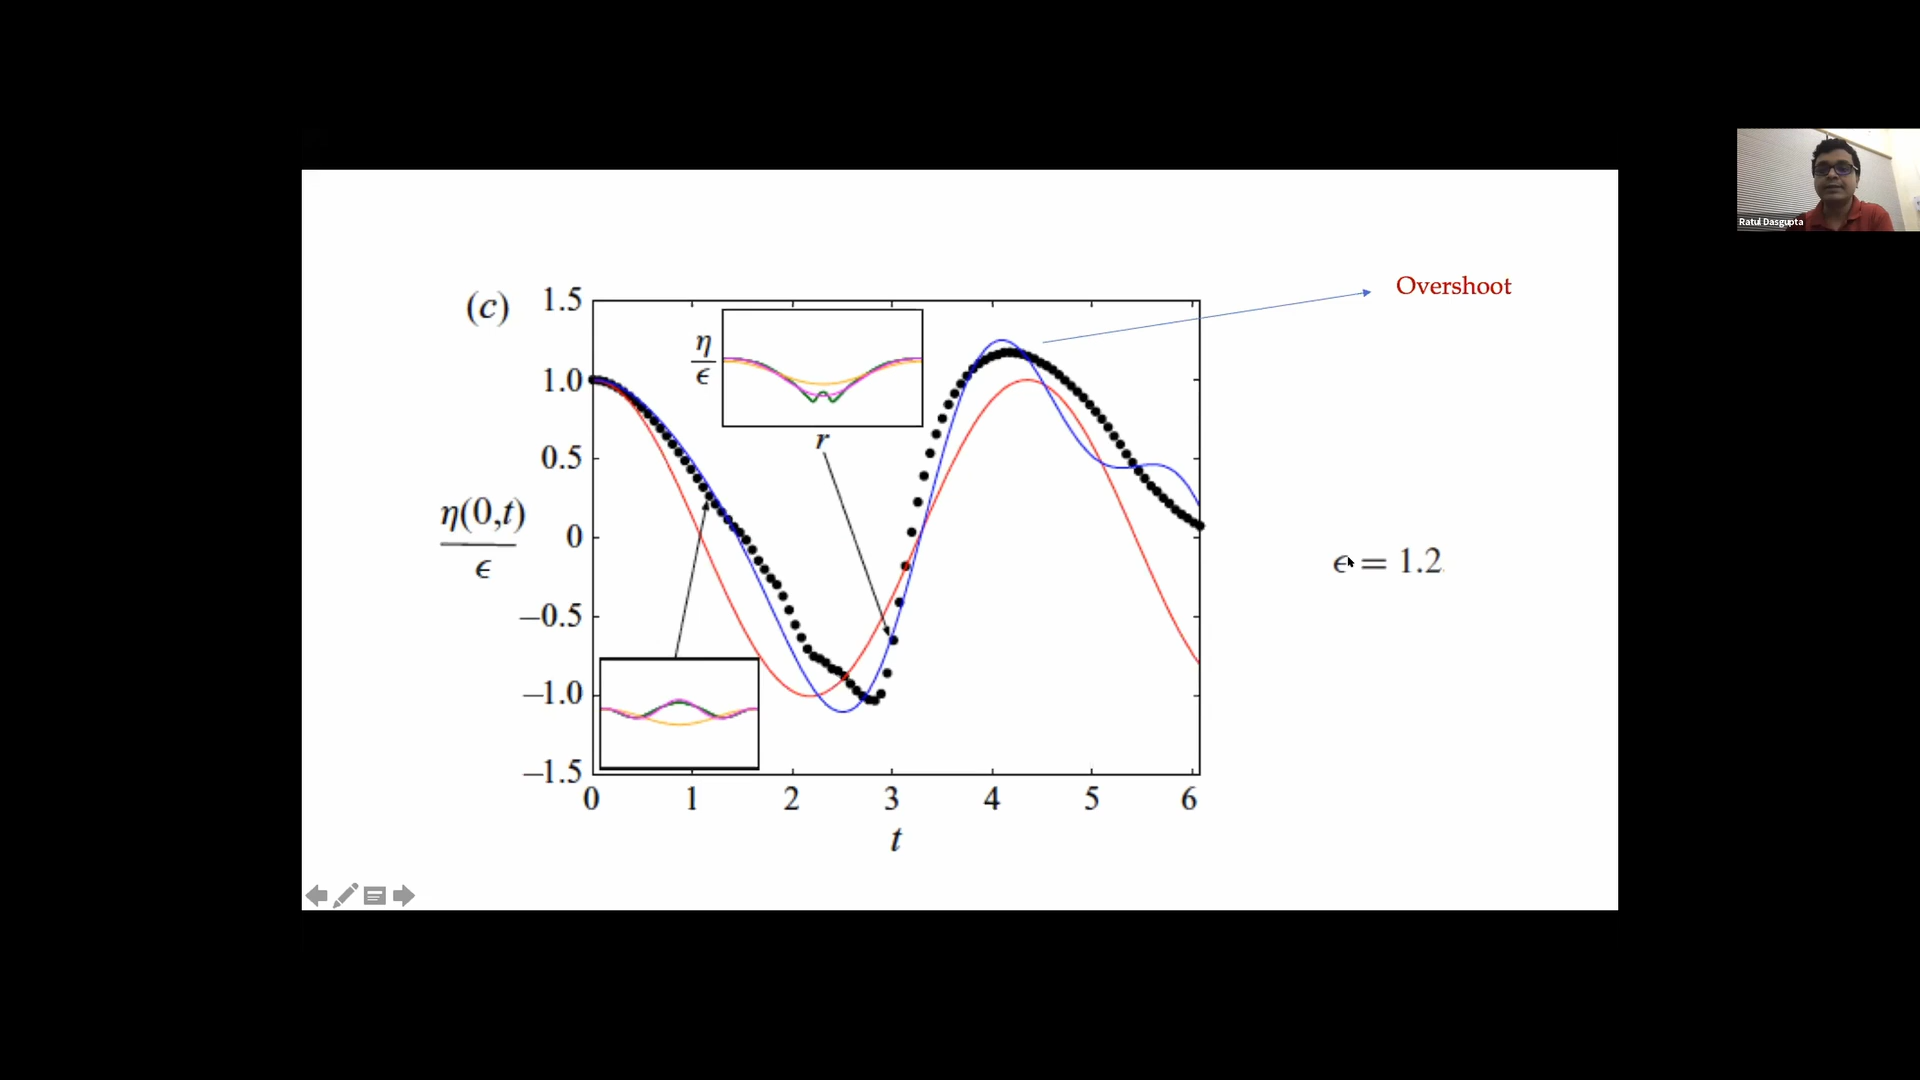 Ratul Dasgupta
Overshoot
(c)
1.5
1.0
0.5
0
−0.5
−1.0
−1.5
η(0,t)
ϵ
η
ϵ
r
0 1 2 3 4 5 6
t
ϵ = 1.2